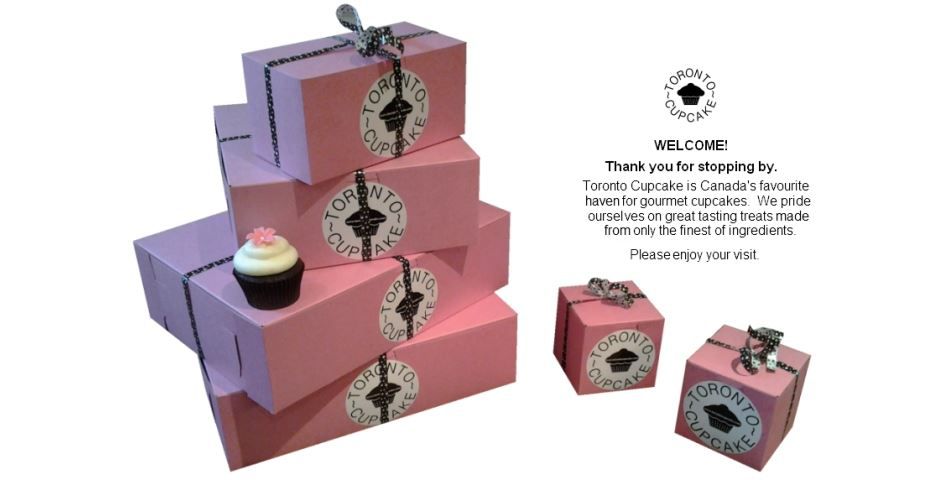 ~TORONTO~
CUPCAKE
~TORONTO~
CUPCAKE
~TORONTO~
CUPCAKE
~TORONTO~
CUPCAKE
~TORONTO~
CUPCAKE
WELCOME!
Thank you for stopping by.
Toronto Cupcake is Canada's favourite
haven for gourmet cupcakes. We pride
ourselves on great tasting treats made
from only the finest of ingredients.
Please enjoy your visit.
~TORONTO~
CUPCAKE
~TORONTO~
CUPCAKE